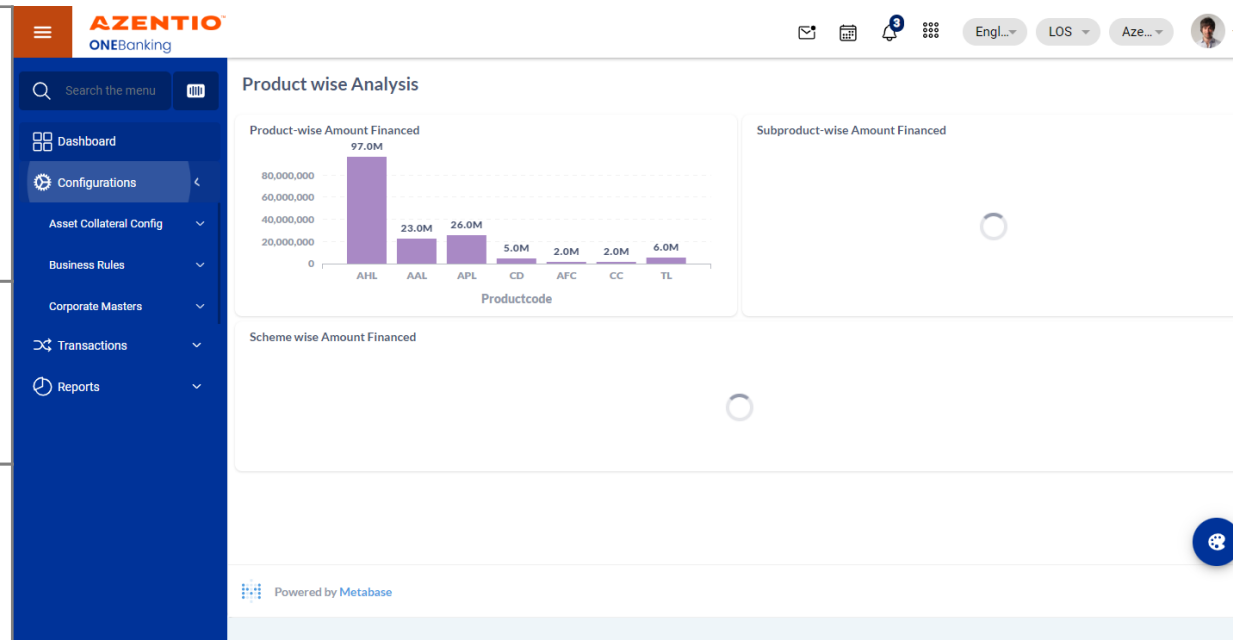 AZENTIO
ONEBanking
3
Engl...
LOS
Aze...
Search the menu
Dashboard
Configurations
Asset Collateral Config
Business Rules
Corporate Masters
Transactions
Reports
Product wise Analysis
Product-wise Amount Financed
97.0M
80,000,000
60,000,000
40,000,000
20,000,000
0
23.0M
26.0M
5.0M
2.0M
2.0M
6.0M
AHL AAL APL CD AFC CC TL
Productcode
Subproduct-wise Amount Financed
Scheme wise Amount Financed
Powered by Metabase